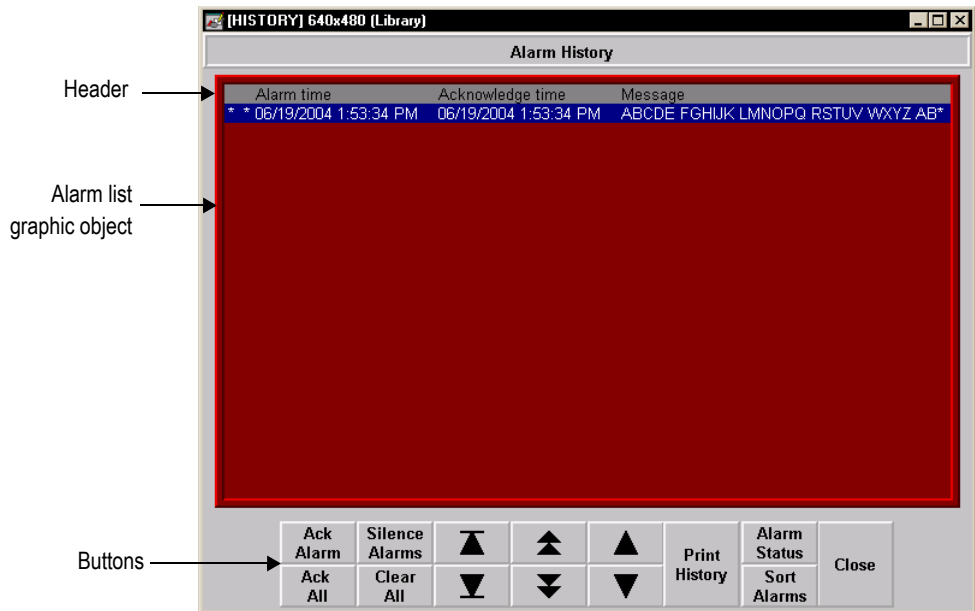 [HISTORY] 640x480 (Library)
Alarm History
Header
Alarm time Acknowledge time Message
* * 06/19/2004 1:53:34 PM 06/19/2004 1:53:34 PM ABCDE FGHIJK LMNOPQ RSTUV WXYZ AB*
Alarm list
graphic object
Buttons
Ack
Alarm
Silence
Alarms
Print
History
Alarm
Status
Close
Ack
All
Clear
All
Sort
Alarms